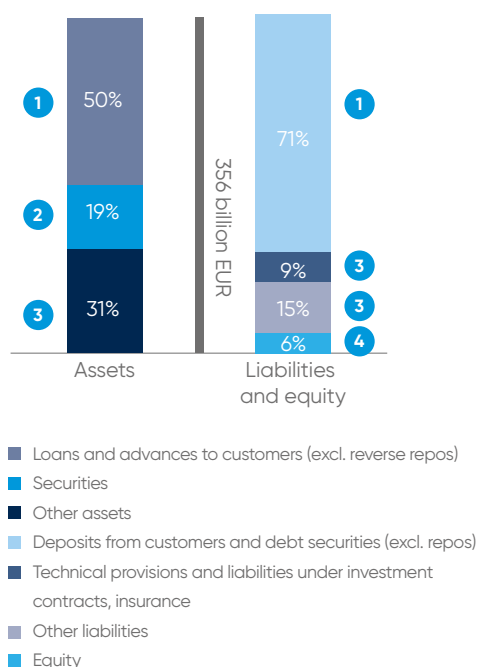 1
50%
1
71%
2
19%
356 billion EUR
9%
3
3
31%
15%
3
6%
4
Assets
Liabilities
and equity
Loans and advances to customers (excl. reverse repos)
Securities
Other assets
Deposits from customers and debt securities (excl. repos)
Technical provisions and liabilities under investment
contracts, insurance
Other liabilities
Equity